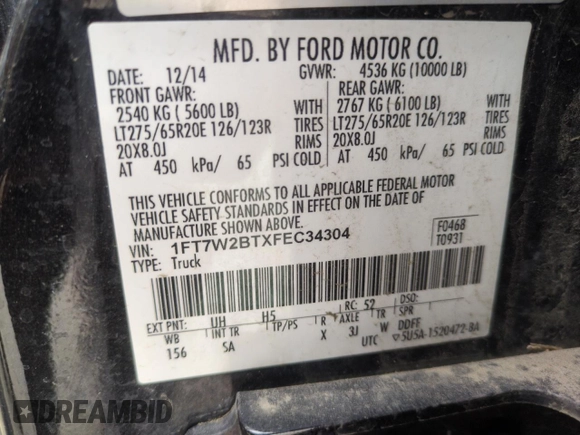 MFD. BY FORD MOTOR CO.
DATE: 12/14 GVWR: 4536 KG (10000 LB)
FRONT GAWR: REAR GAWR:
2540 KG ( 5600 LB) WITH 2767 KG ( 6100 LB) WITH
LT275/65R20E 126/123R TIRES LT275/65R20E 126/123R TIRES
20X8.0J RIMS 20X8.0J RIMS
AT 450 kPa/ 65 PSI COLD AT 450 kPa/ 65 PSI COLD
THIS VEHICLE CONFORMS TO ALL APPLICABLE FEDERAL MOTOR
VEHICLE SAFETY STANDARDS IN EFFECT ON THE DATE OF
MANUFACTURE SHOWN ABOVE.
VIN: 1FT7W2BTXFEC34304 F0468
TYPE: Truck T0931
EXT PNT: UH H5 RC: 52 DSO:
WB INT TR TP/PS R AXLE TR SPR
156 SA X 3J W DDFF
UTC ▽5U5A-1520472-BA
DREAMBID